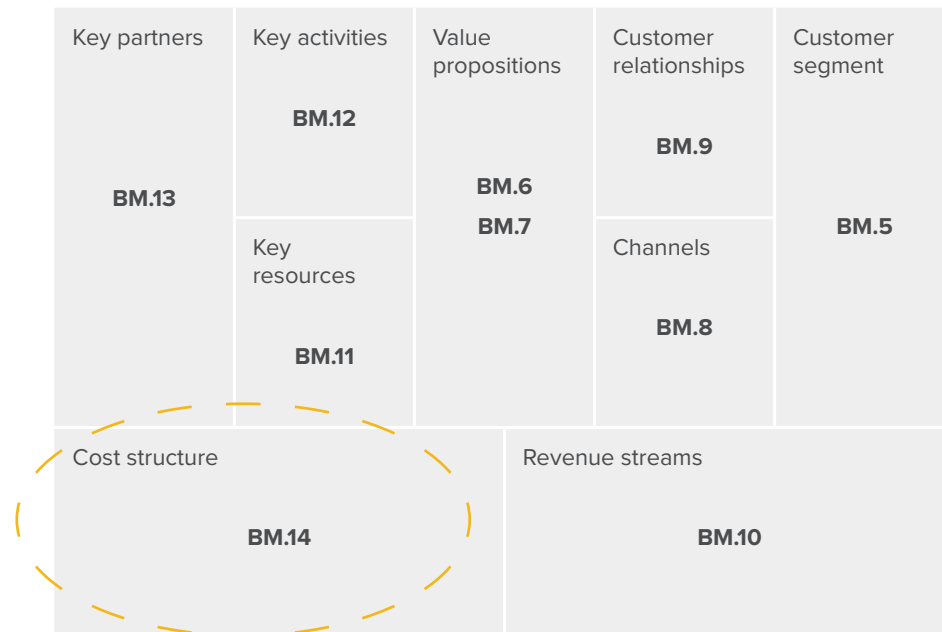 Key partners
BM.13
Key activities
BM.12
Key
resources
BM.11
Value
propositions
BM.6
BM.7
Customer
relationships
BM.9
Channels
BM.8
Customer
segment
BM.5
Cost structure
BM.14
Revenue streams
BM.10